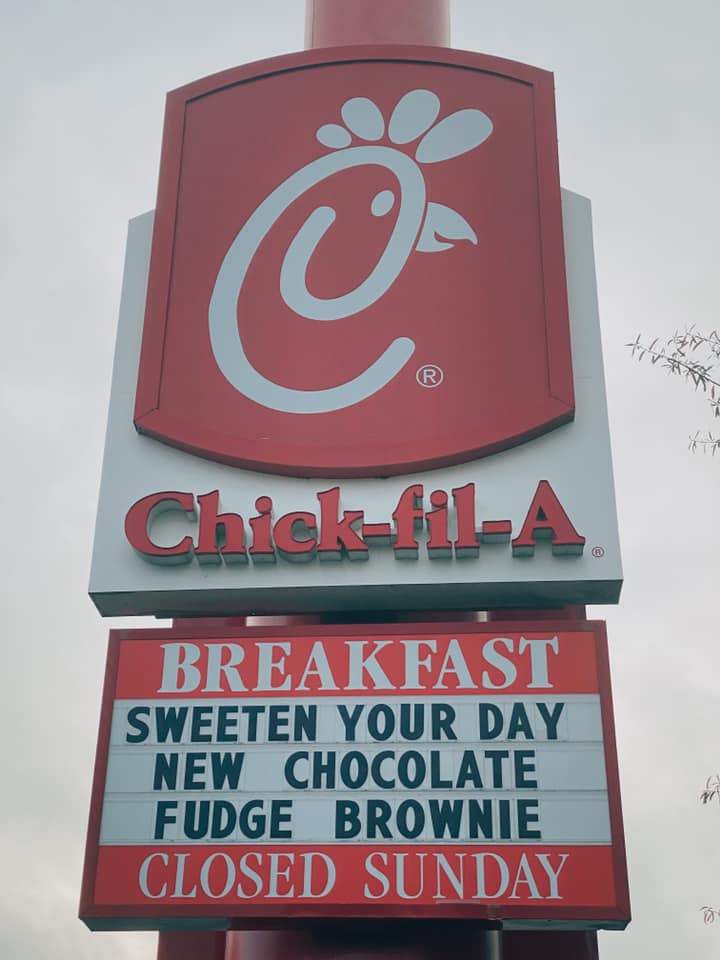 ®
Chick-fil-A®
BREAKFAST
SWEETEN YOUR DAY
NEW CHOCOLATE
FUDGE BROWNIE
CLOSED SUNDAY